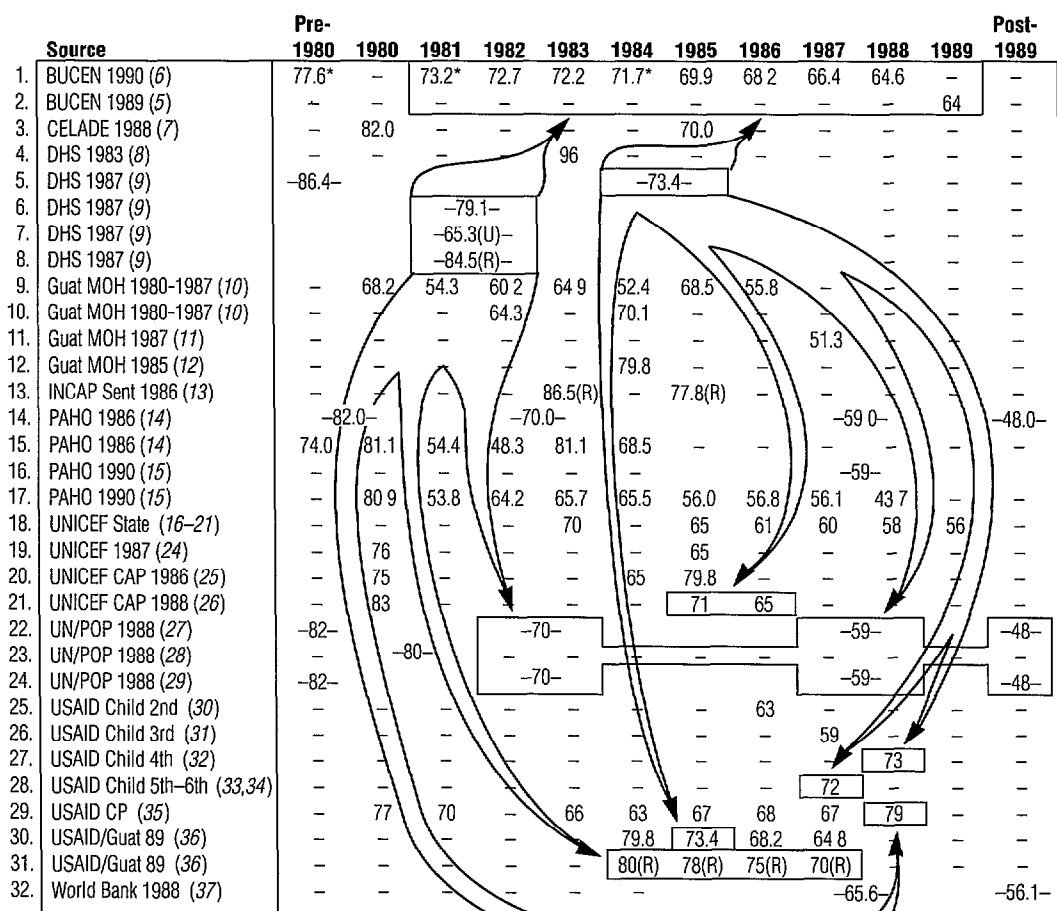 Pre- Post-
Source 1980 1980 1981 1982 1983 1984 1985 1986 1987 1988 1989 1989
1. BUCEN 1990 (6) 77.6* – 73.2* 72.7 72.2 71.7* 69.9 68 2 66.4 64.6 – –
2. BUCEN 1989 (5) – – – – – – – – – – 64 –
3. CELADE 1988 (7) – 82.0 – – – – 70.0 – – – – –
4. DHS 1983 (8) – – – – 96 – – – – – – –
5. DHS 1987 (9) –86.4– –73.4– – – –
6. DHS 1987 (9) –79.1– – – –
7. DHS 1987 (9) –65.3(U)– – – –
8. DHS 1987 (9) –84.5(R)– – – –
9. Guat MOH 1980-1987 (10) – 68.2 54.3 60 2 64 9 52.4 68.5 55.8 – – – –
10. Guat MOH 1980-1987 (10) – – – 64.3 – 70.1 – – – – – –
11. Guat MOH 1987 (11) – – – – – – – – 51.3 – – –
12. Guat MOH 1985 (12) – – – – – 79.8 – – – – – –
13. INCAP Sent 1986 (13) – – – – 86.5(R) – 77.8(R) – – – – –
14. PAHO 1986 (14) –82.0– –70.0– –59 0– –48.0–
15. PAHO 1986 (14) 74.0 81.1 54.4 48.3 81.1 68.5 – – – – – –
16. PAHO 1990 (15) – – – – – – – – –59– – –
17. PAHO 1990 (15) – 80 9 53.8 64.2 65.7 65.5 56.0 56.8 56.1 43 7 – –
18. UNICEF State (16–21) – – – – 70 – 65 61 60 58 56 –
19. UNICEF 1987 (24) – 76 – – – – 65 – – – – –
20. UNICEF CAP 1986 (25) – 75 – – – 65 79.8 – – – – –
21. UNICEF CAP 1988 (26) – 83 – – – – 71 65 – – – –
22. UN/POP 1988 (27) –82– –70– –59– –48–
23. UN/POP 1988 (28) – –80– – – – – – – – – –
24. UN/POP 1988 (29) –82– –70– –59– –48–
25. USAID Child 2nd (30) – – – – – – – 63 – – – –
26. USAID Child 3rd (31) – – – – – – – – 59 – – –
27. USAID Child 4th (32) – – – – – – – – – 73 – –
28. USAID Child 5th–6th (33,34) – – – – – – – – 72 – – –
29. USAID CP (35) – 77 70 – 66 63 67 68 67 79 – –
30. USAID/Guat 89 (36) – – – – – 79.8 73.4 68.2 64 8 – – –
31. USAID/Guat 89 (36) – – – – – 80(R) 78(R) 75(R) 70(R) – – –
32. World Bank 1988 (37) – – – – – – – – –65.6– – –56.1–